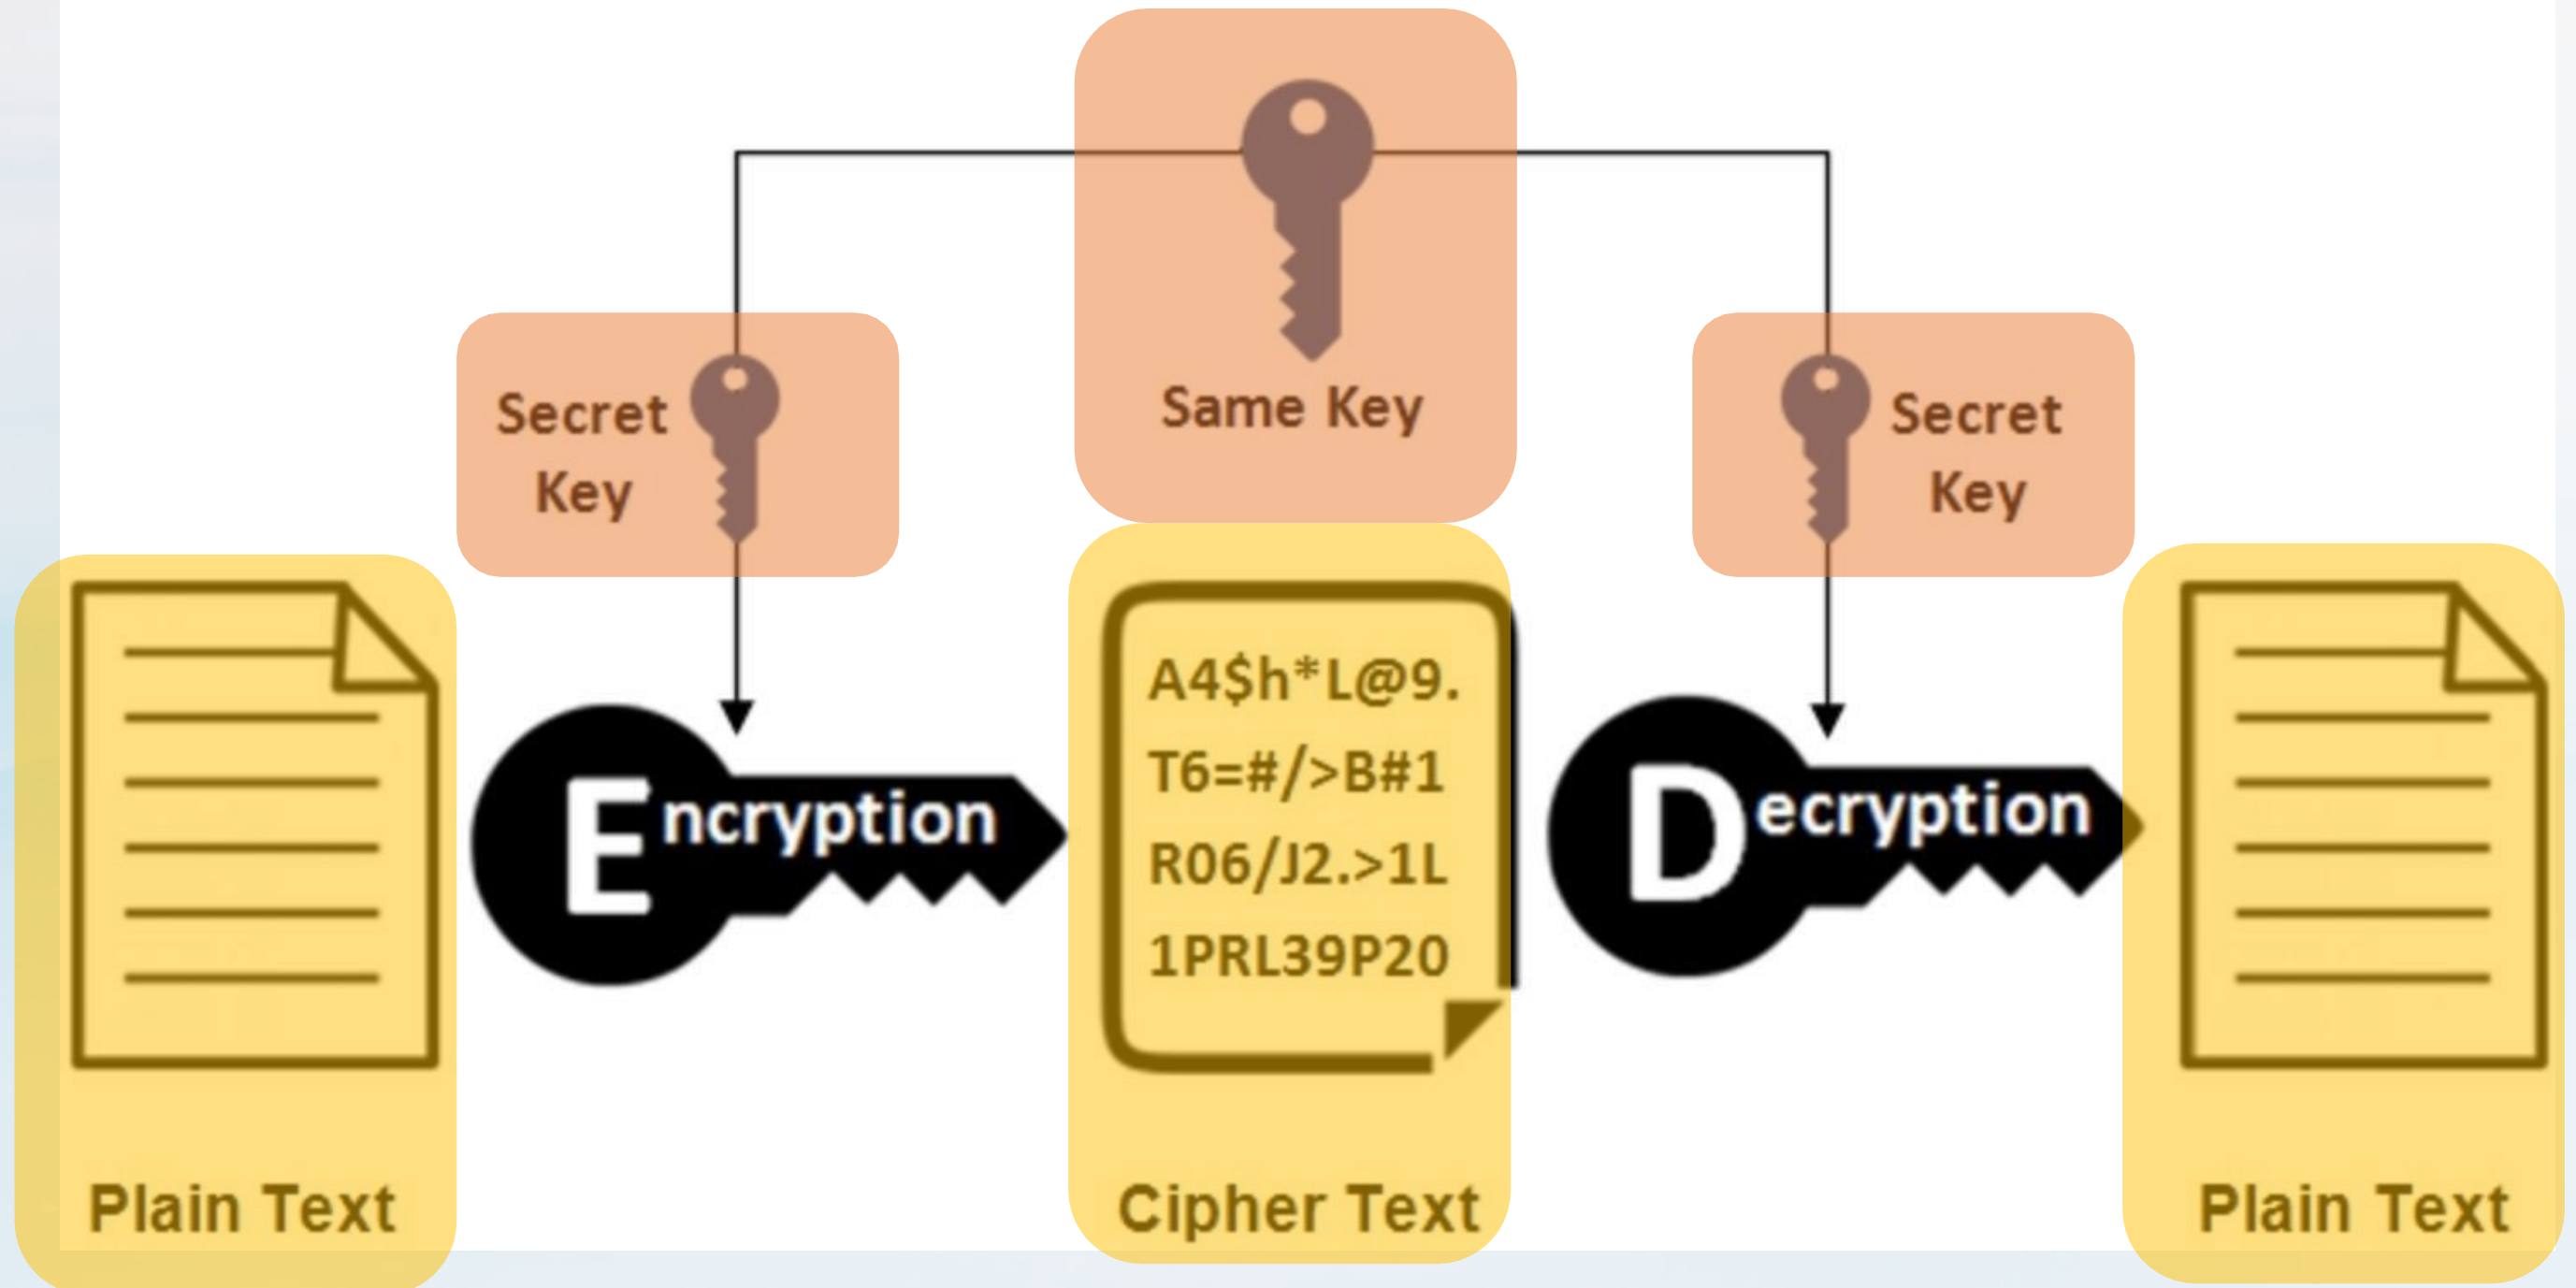 Same Key
Secret
Key
Secret
Key
Encryption
Decryption
A4$h*L@9.
T6=#/>B#1
R06/J2.>1L
1PRL39P20
Plain Text
Cipher Text
Plain Text